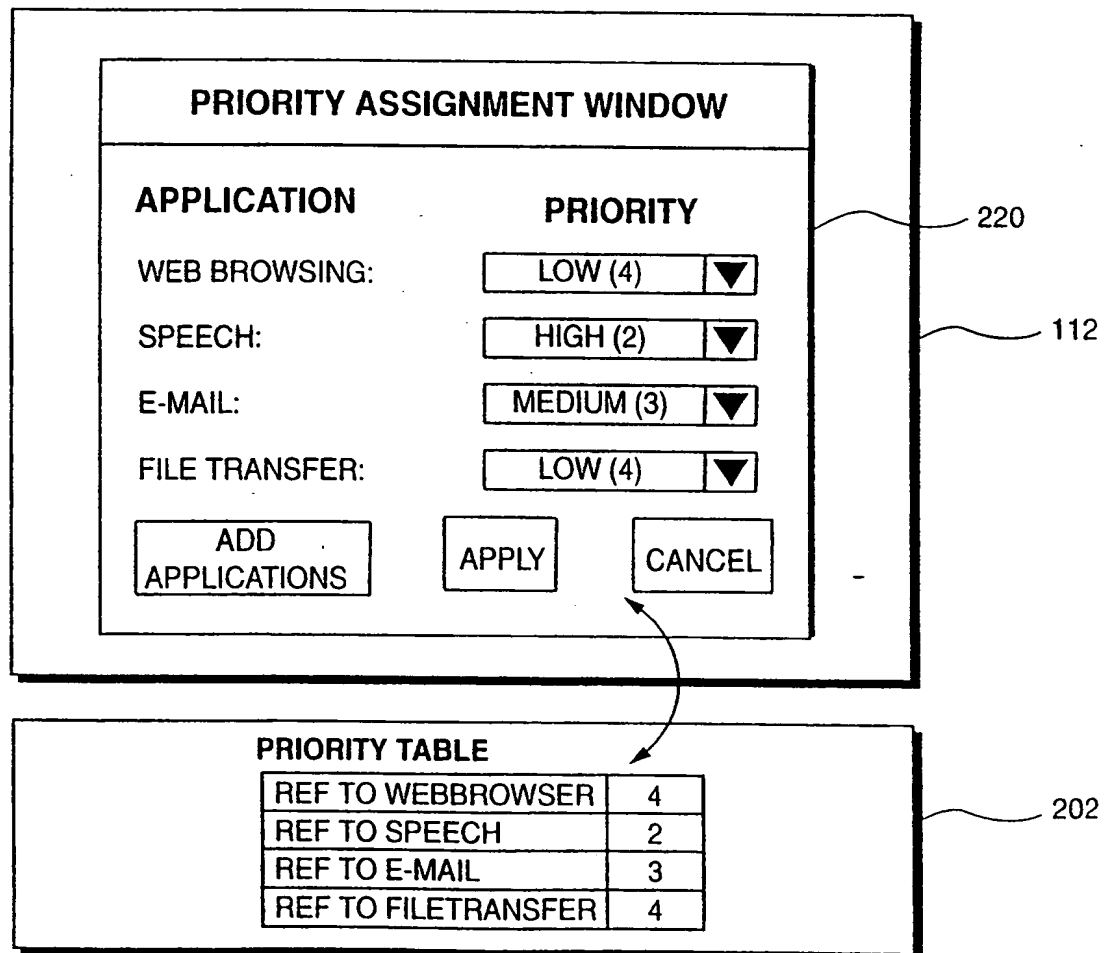 PRIORITY ASSIGNMENT WINDOW
APPLICATION PRIORITY
WEB BROWSING: LOW (4)
SPEECH: HIGH (2)
E-MAIL: MEDIUM (3)
FILE TRANSFER: LOW (4)
ADD
APPLICATIONS
APPLY
CANCEL
220
112
PRIORITY TABLE
REF TO WEBBROWSER 4
REF TO SPEECH 2
REF TO E-MAIL 3
REF TO FILETRANSFER 4
202